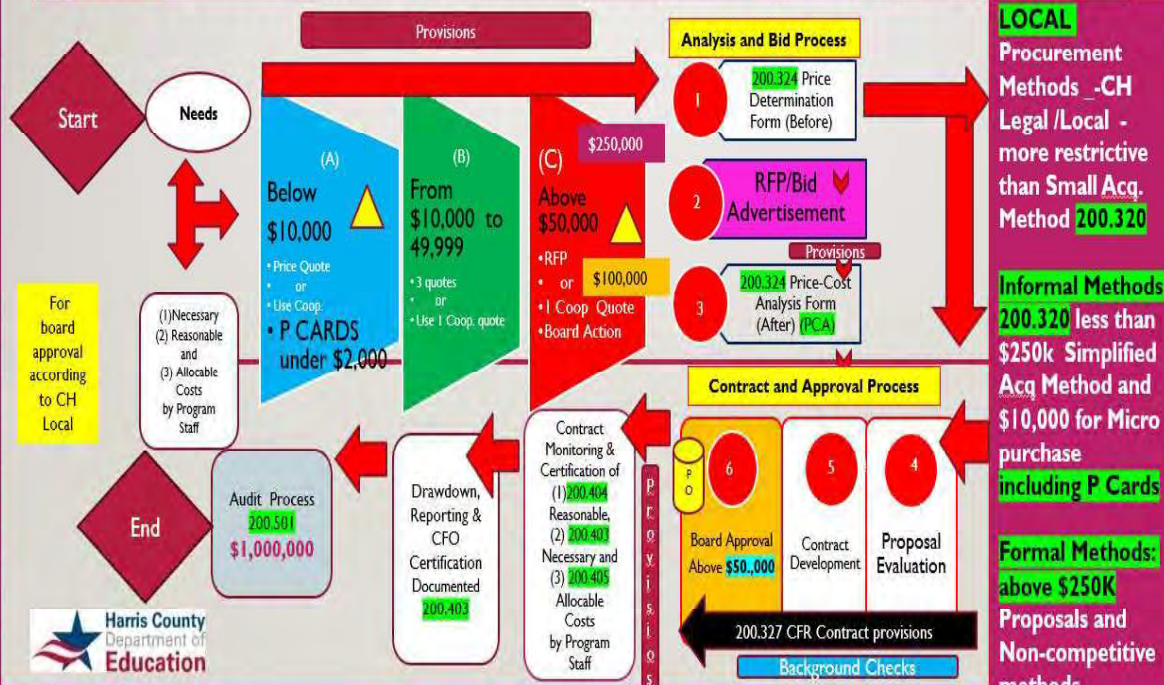 Provisions
Start
Needs
(A)
Below
$10,000
• Price Quote
• or
• Use Coop.
• P CARDS
under $2,000
(B)
From
$10,000 to
49,999
• 3 quotes
• or
• Use 1 Coop. quote
(C)
$250,000
Above
$50,000
•RFP
• or
$100,000
•1 Coop Quote
•Board Action
Analysis and Bid Process
1
200.324 Price
Determination
Form (Before)
2
RFP/Bid
Advertisement
Provisions
3
200.324 Price-Cost
Analysis Form
(After) (PCA)
LOCAL
Procurement
Methods _-CH
Legal /Local -
more restrictive
than Small Acq.
Method 200.320
Informal Methods
200.320 less than
$250k Simplified
Acq Method and
$10,000 for Micro
purchase
including P Cards
Formal Methods:
above $250K
Proposals and
Non-competitive
methods
For
board
approval
according
to CH
Local
(1)Necessary
(2) Reasonable
and
(3) Allocable
Costs
by Program
Staff
Contract and Approval Process
4
Proposal
Evaluation
5
Contract
Development
6
Board Approval
Above $50.,000
P
O
200.327 CFR Contract provisions
Background Checks
p
r
o
v
i
s
i
o
s
Contract
Monitoring &
Certification of
(1)200.404
Reasonable,
(2) 200.403
Necessary and
(3) 200.405
Allocable
Costs
by Program
Staff
Drawdown,
Reporting &
CFO
Certification
Documented
200.403
Audit Process
200.501
$1,000,000
End
Harris County
Department of
Education